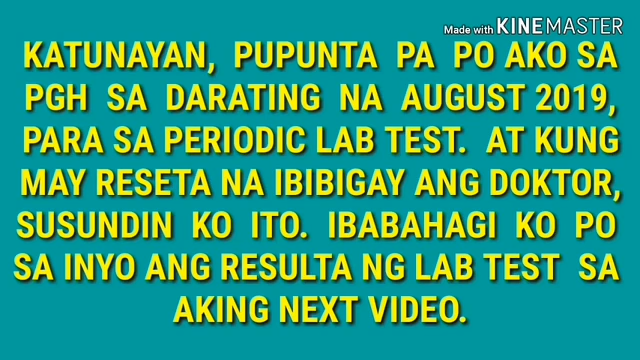 Made with KINEMASTER
KATUNAYAN, PUPUNTA PA PO AKO SA
PGH SA DARATING NA AUGUST 2019,
PARA SA PERIODIC LAB TEST. AT KUNG
MAY RESETA NA IBIBIGAY ANG DOKTOR,
SUSUNDIN KO ITO. IBABAHAGI KO PO
SA INYO ANG RESULTA NG LAB TEST SA
AKING NEXT VIDEO.